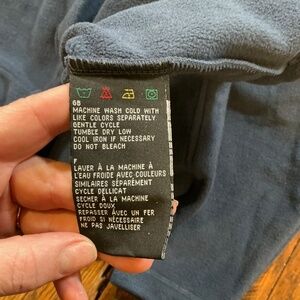 GB
MACHINE WASH COLD WITH
LIKE COLORS SEPARATELY
GENTLE CYCLE
TUMBLE DRY LOW
COOL IRON IF NECESSARY
DO NOT BLEACH
F
LAVER À LA MACHINE À
L'EAU FROIDE AVEC COULEURS
SIMILAIRES SÉPARÉMENT
CYCLE DELLICAT
SECHER À LA MACHINE
CYCLE DOUX
REPASSER AVEC UN FER
FROID SI NÉCESSAIRE
NE PAS JAVELLISER